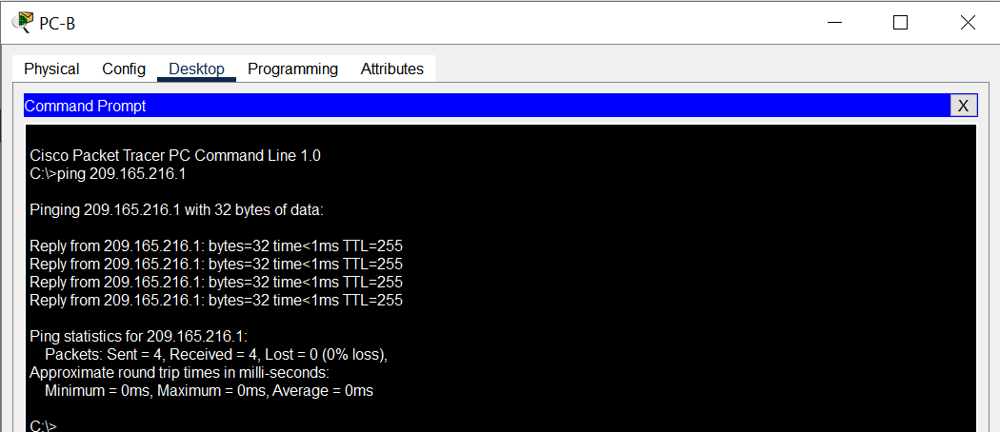 PC-B
Physical Config Desktop Programming Attributes
Command Prompt
X
Cisco Packet Tracer PC Command Line 1.0
C:\>ping 209.165.216.1
Pinging 209.165.216.1 with 32 bytes of data:
Reply from 209.165.216.1: bytes=32 time<1ms TTL=255
Reply from 209.165.216.1: bytes=32 time<1ms TTL=255
Reply from 209.165.216.1: bytes=32 time<1ms TTL=255
Reply from 209.165.216.1: bytes=32 time<1ms TTL=255
Ping statistics for 209.165.216.1:
Packets: Sent = 4, Received = 4, Lost = 0 (0% loss),
Approximate round trip times in milli-seconds:
Minimum = 0ms, Maximum = 0ms, Average = 0ms
C:\>